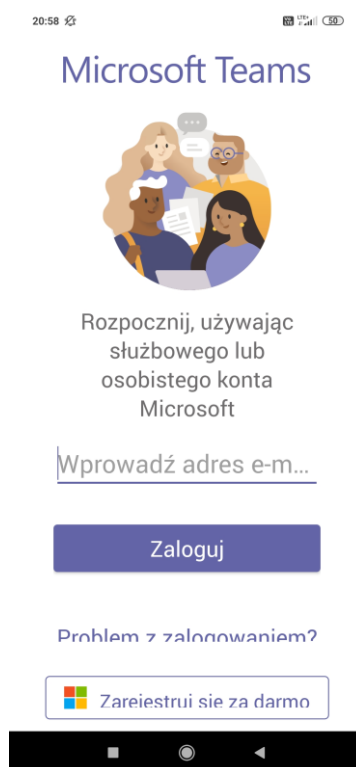 20:58
Microsoft Teams
Rozpocznij, używając
służbowego lub
osobistego konta
Microsoft
Wprowadź adres e-m...
Zaloguj
Problem z zalogowaniem?
Zarejestruj się za darmo